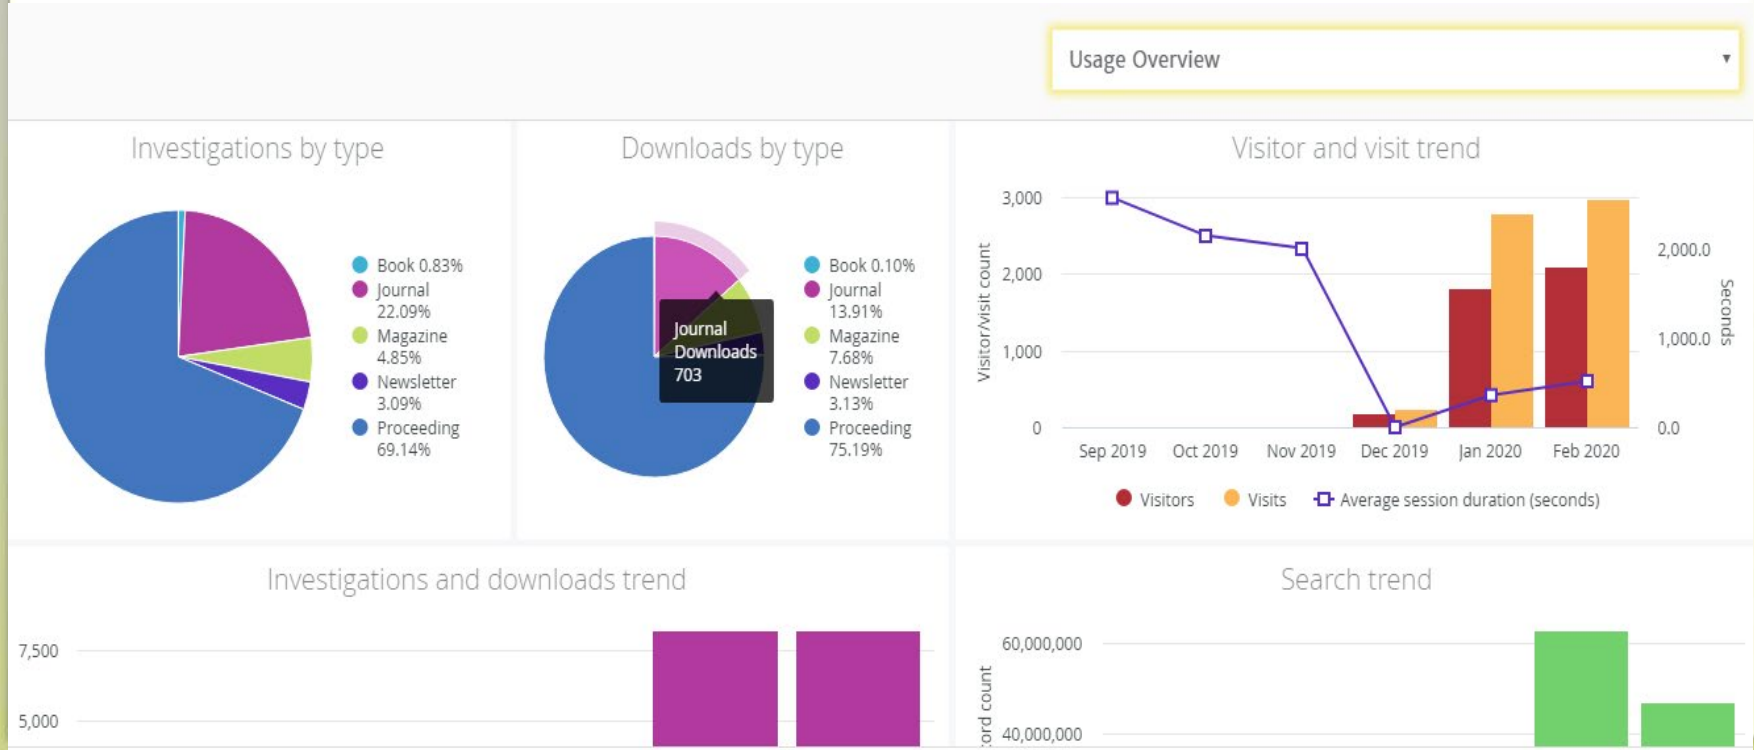 Usage Overview
Investigations by type
Book 0.83%
Journal
22.09%
Magazine
4.85%
Newsletter
3.09%
Proceeding
69.14%
Downloads by type
Journal
Downloads
703
Book 0.10%
Journal
13.91%
Magazine
7.68%
Newsletter
3.13%
Proceeding
75.19%
Visitor and visit trend
Visitor/visit count
3,000
2,000
1,000
0
2,000.0
1,000.0
0.0
Seconds
Sep 2019 Oct 2019 Nov 2019 Dec 2019 Jan 2020 Feb 2020
Visitors Visits Average session duration (seconds)
Investigations and downloads trend
7,500
5,000
Search trend
60,000,000
40,000,000
count